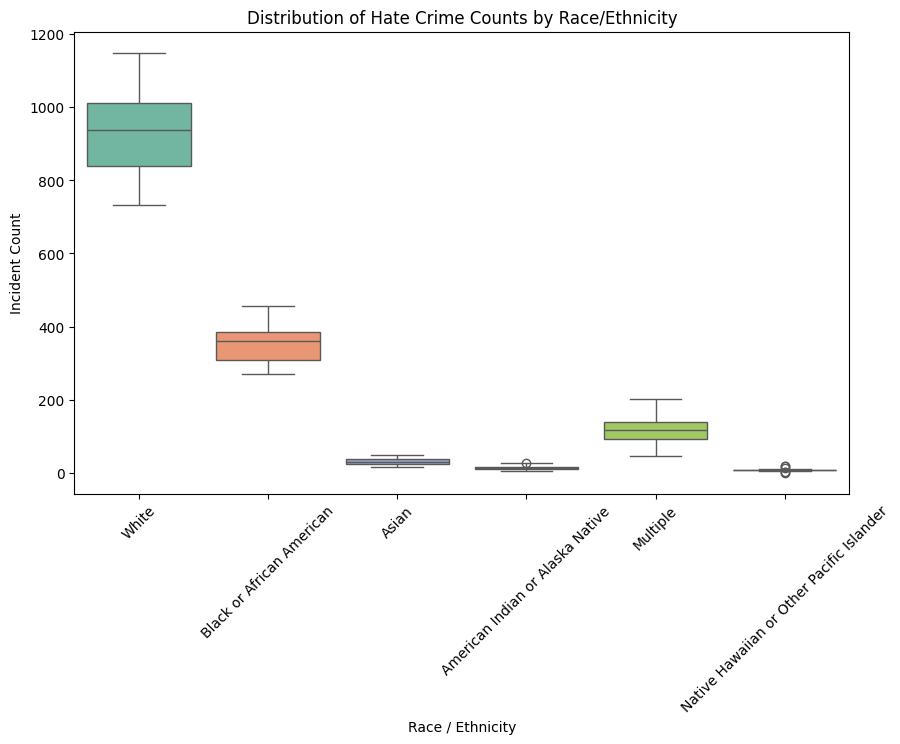 Distribution of Hate Crime Counts by Race/Ethnicity
1200
1000
800
600
400
200
0
Incident Count
White
Black or African American
Asian
American Indian or Alaska Native
Multiple
Native Hawaiian or Other Pacific Islander
Race / Ethnicity